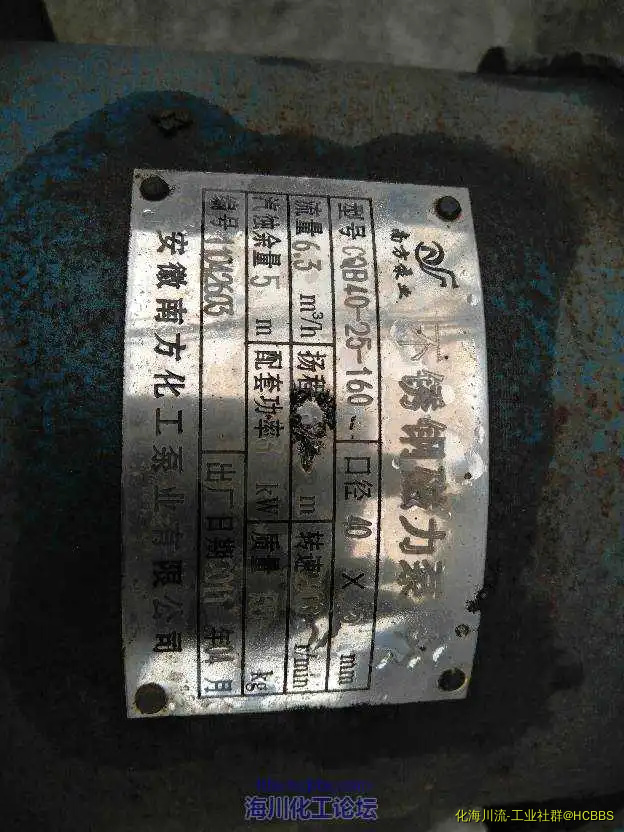 南方泵业
不锈钢磁力泵
型号 CQB40-25-160 口径 40 × mm
流量 6.3 m³/h 扬程 m 转速 r/min
汽蚀余量 5 m 配套功率 kW 质量 kg
编号 1042603 出厂日期 2011 年 04 月
安徽南方化工泵业有限公司
海川化工论坛
化海川流-工业社群@HCBBS